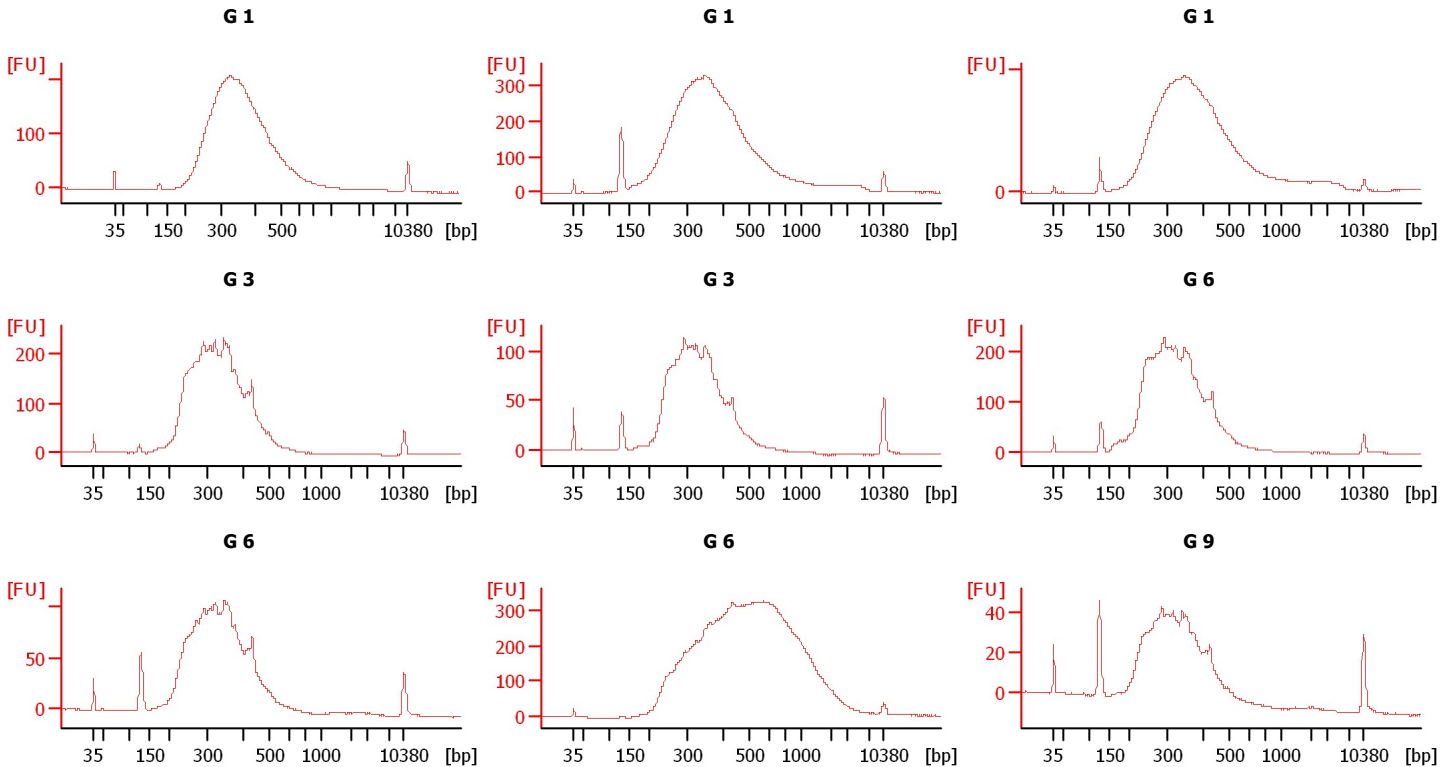 G 1 G 1 G 1
[FU] [FU] [FU]
300
200
100 100
0 0 0
35 150 300 500 10380 [bp] 35 150 300 500 1000 10380 [bp] 35 150 300 500 1000 10380 [bp]
G 3 G 3 G 6
[FU] [FU] [FU]
200 100 200
100 50 100
0 0 0
35 150 300 500 1000 10380 [bp] 35 150 300 500 1000 10380 [bp] 35 150 300 500 1000 10380 [bp]
G 6 G 6 G 9
[FU] [FU] [FU]
300 40
200
50 100 20
0 0 0
35 150 300 500 1000 10380 [bp] 35 150 300 500 1000 10380 [bp] 35 150 300 500 1000 10380 [bp]